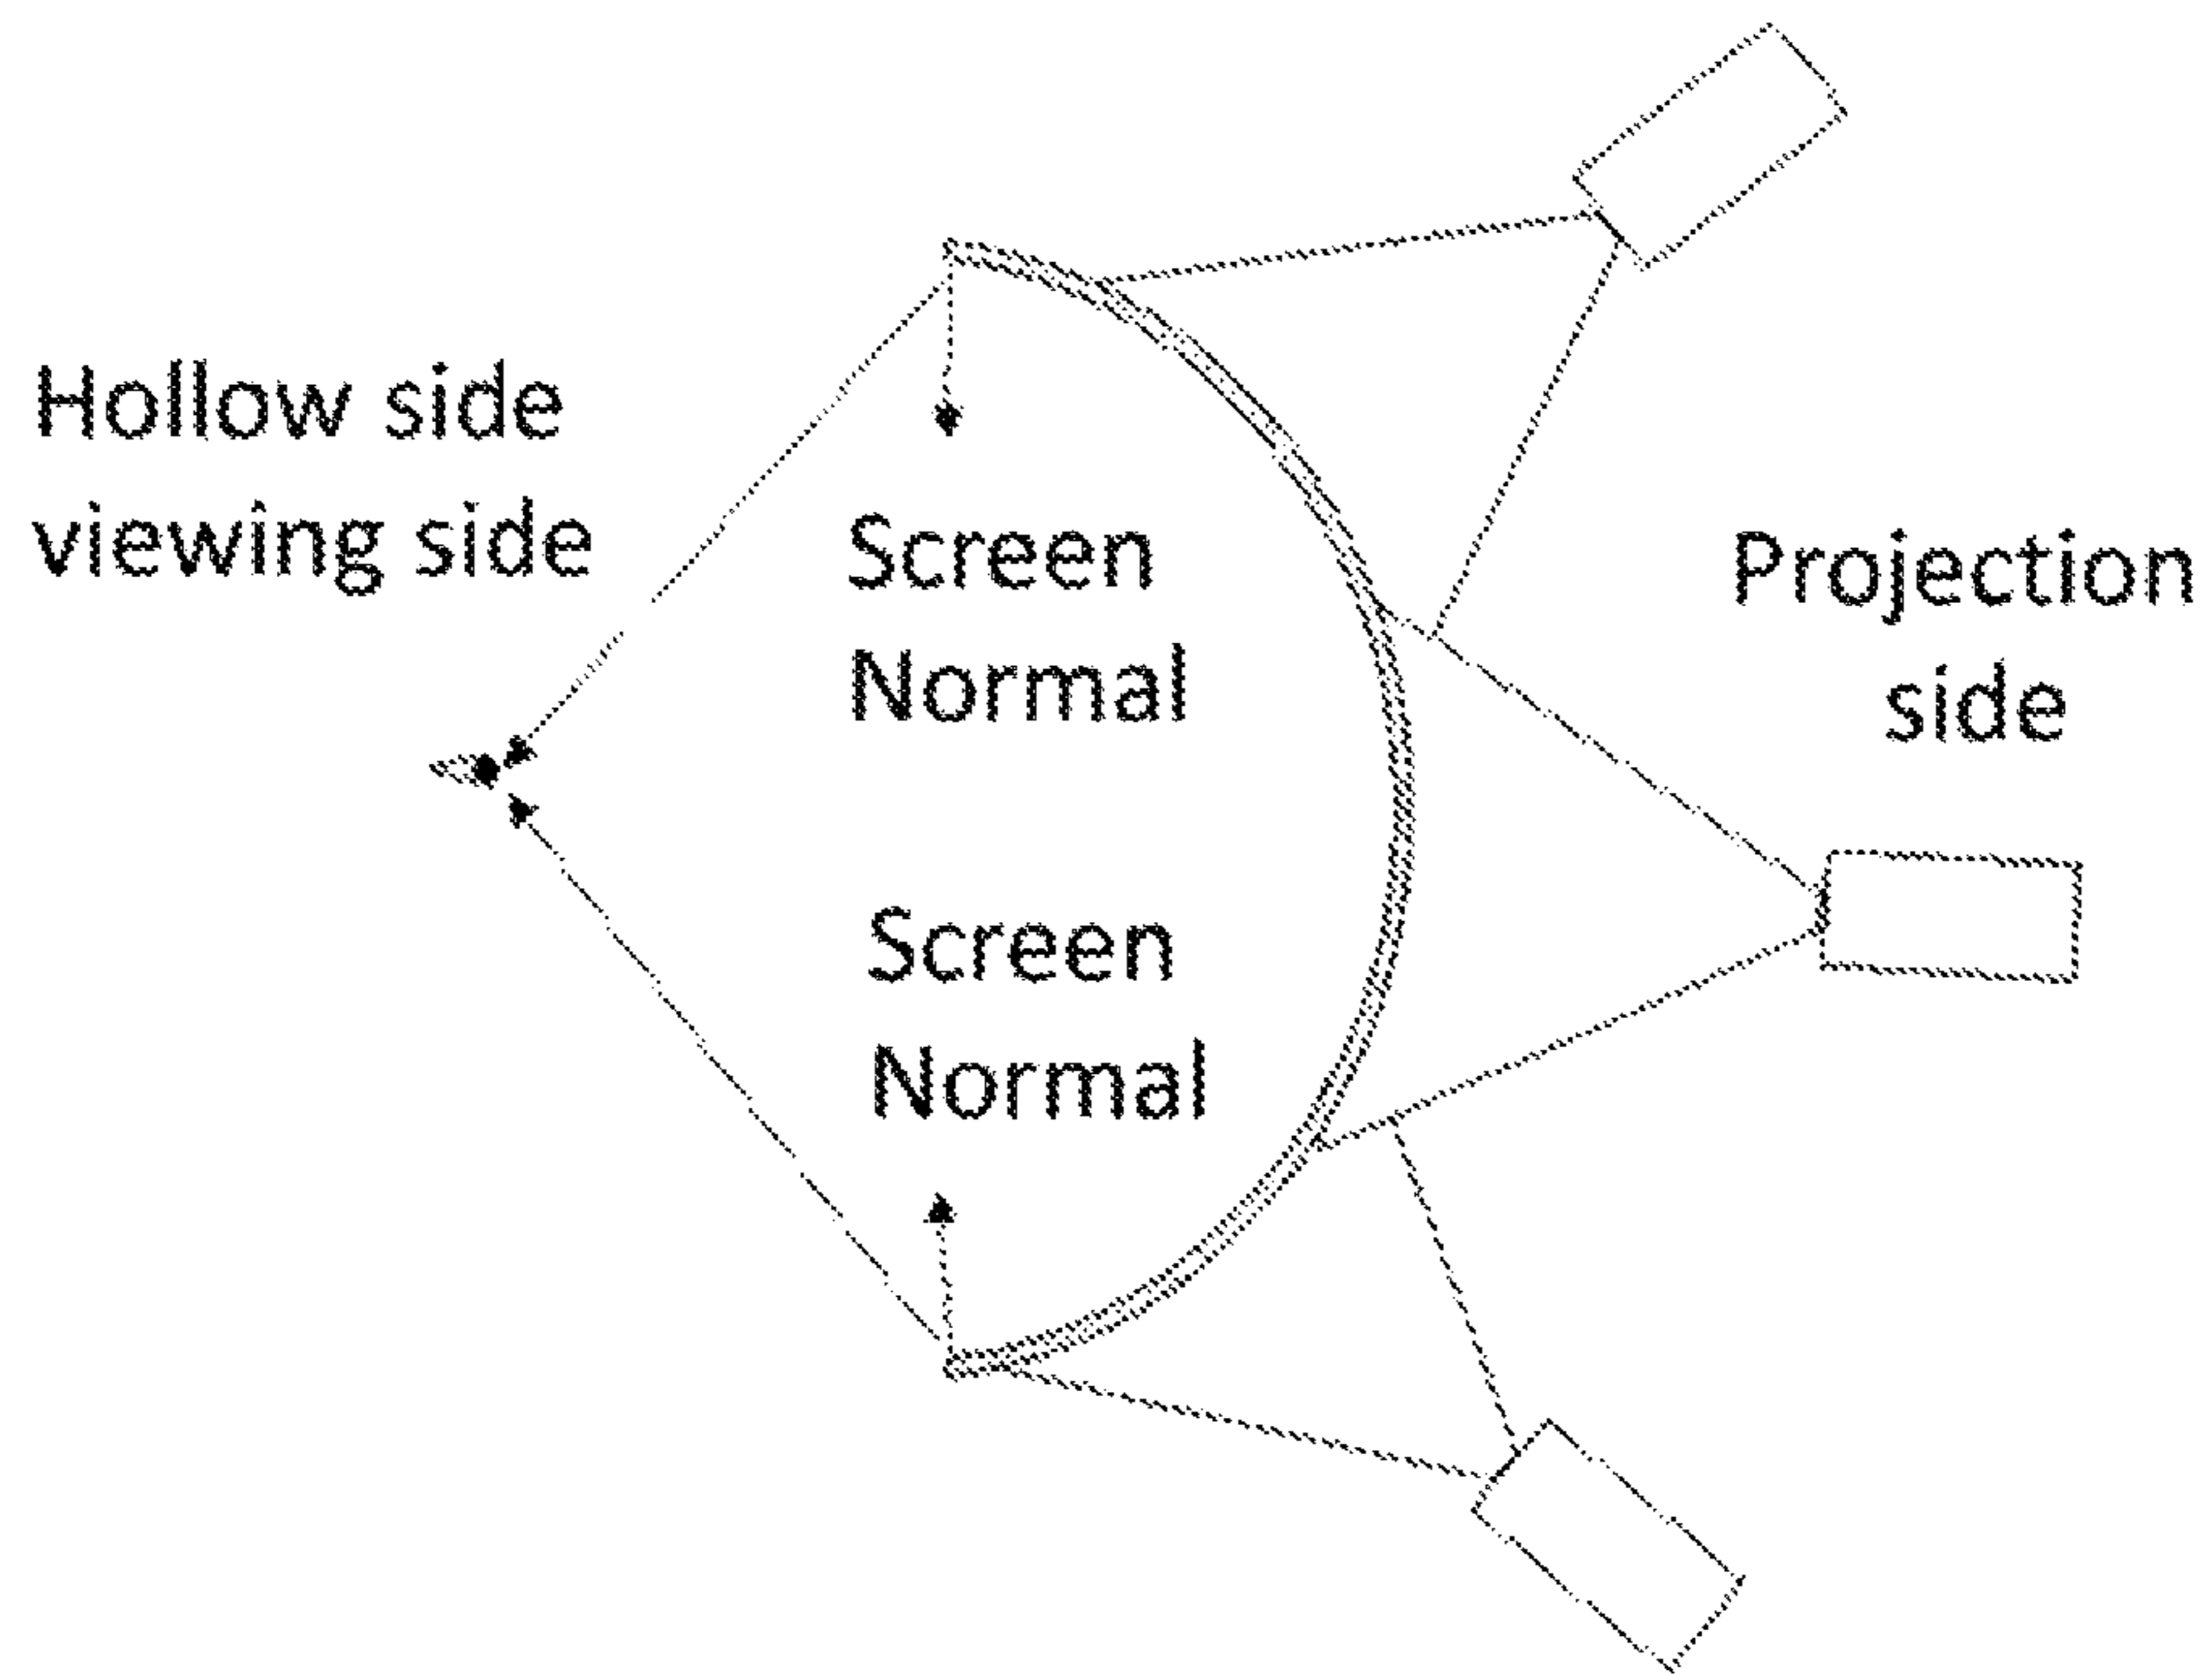 Hollow side
viewing side
Screen
Normal
Projection
side
Screen
Normal